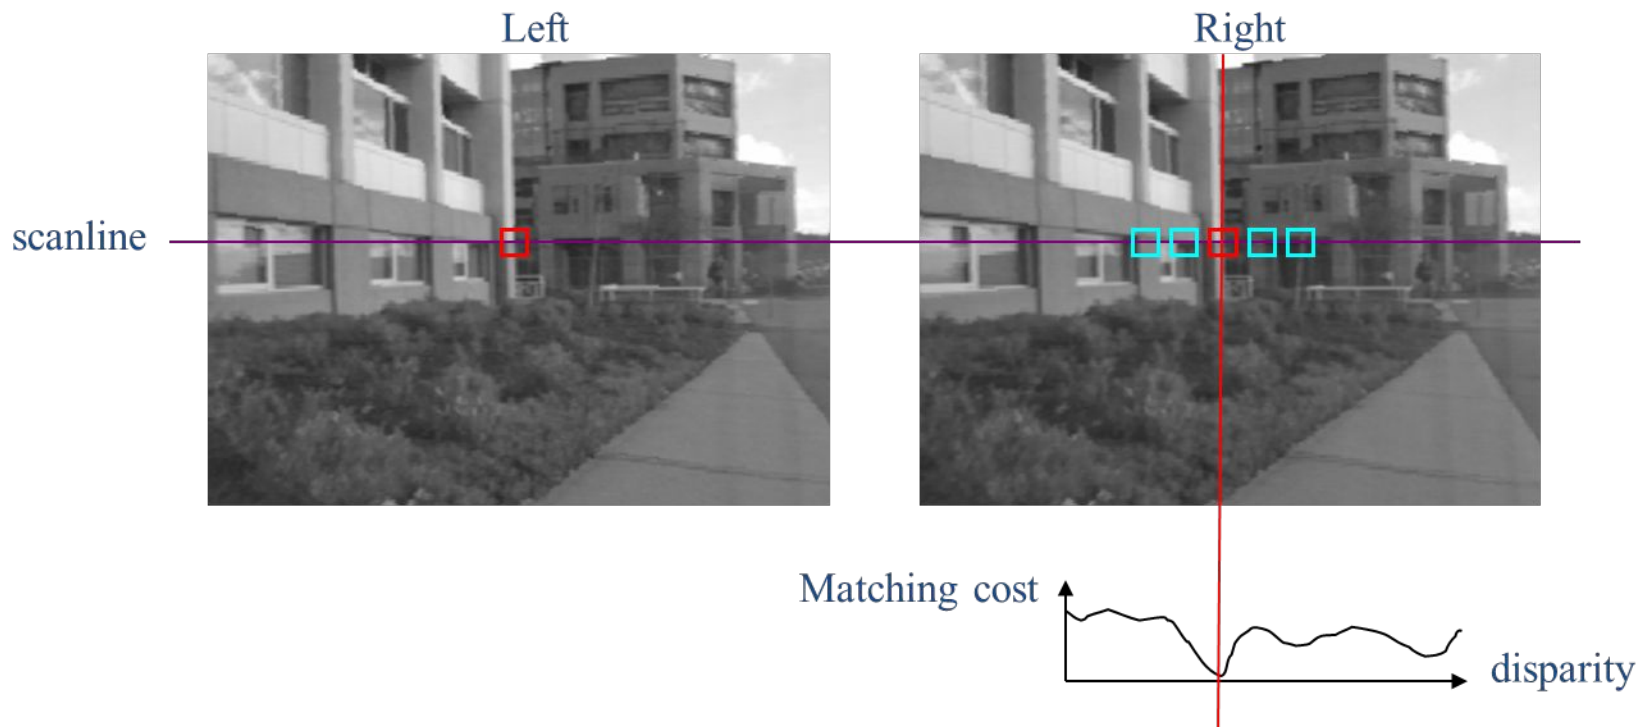 Left
Right
scanline
Matching cost
disparity